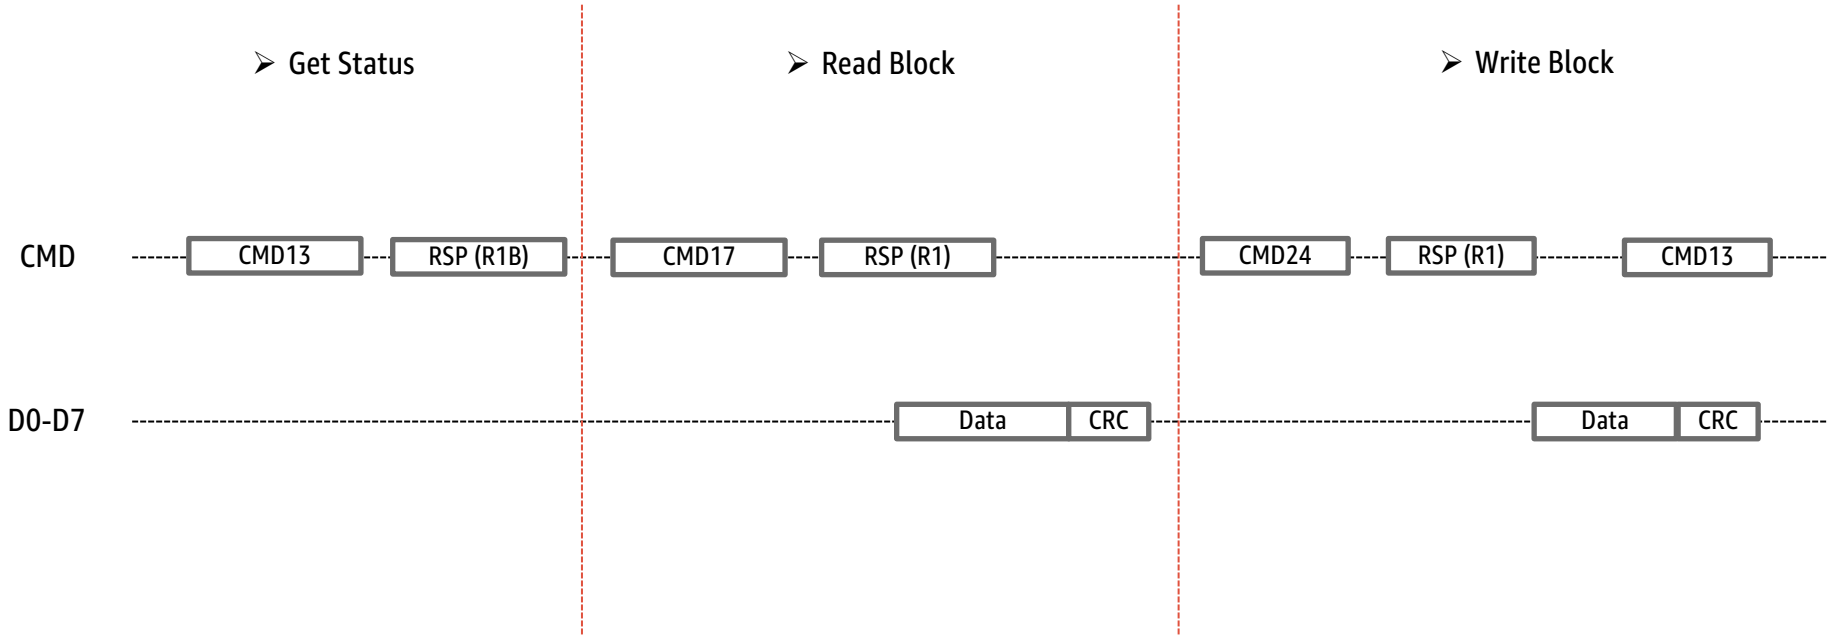 ➢ Get Status
➢ Read Block
➢ Write Block
CMD
CMD13
RSP (R1B)
CMD17
RSP (R1)
CMD24
RSP (R1)
CMD13
D0-D7
Data
CRC
Data
CRC